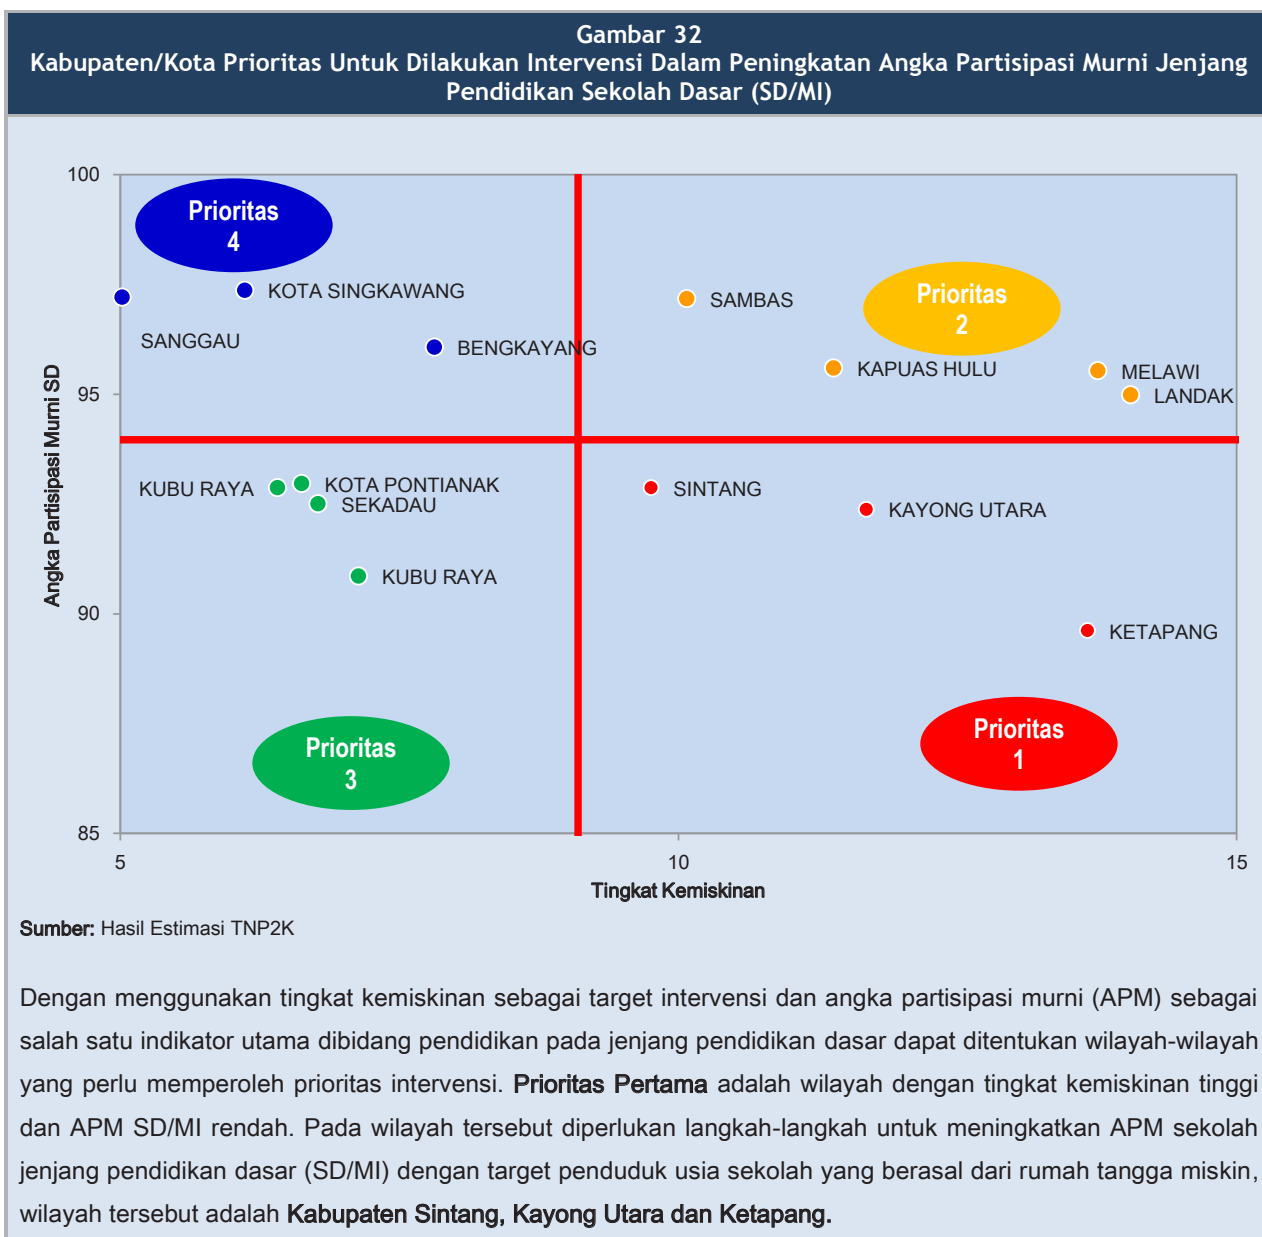 Gambar 32
Kabupaten/Kota Prioritas Untuk Dilakukan Intervensi Dalam Peningkatan Angka Partisipasi Murni Jenjang
Pendidikan Sekolah Dasar (SD/MI)
100
Prioritas
4
KOTA SINGKAWANG
SANGGAU
BENGKAYANG
SAMBAS
Prioritas
2
KAPUAS HULU
MELAWI
LANDAK
95
Angka Partisipasi Murni SD
KUBU RAYA
KOTA PONTIANAK
SEKADAU
KUBU RAYA
SINTANG
KAYONG UTARA
KETAPANG
90
Prioritas
3
Prioritas
1
85
5
10
15
Tingkat Kemiskinan
Sumber: Hasil Estimasi TNP2K
Dengan menggunakan tingkat kemiskinan sebagai target intervensi dan angka partisipasi murni (APM) sebagai
salah satu indikator utama dibidang pendidikan pada jenjang pendidikan dasar dapat ditentukan wilayah-wilayah
yang perlu memperoleh prioritas intervensi. Prioritas Pertama adalah wilayah dengan tingkat kemiskinan tinggi
dan APM SD/MI rendah. Pada wilayah tersebut diperlukan langkah-langkah untuk meningkatkan APM sekolah
jenjang pendidikan dasar (SD/MI) dengan target penduduk usia sekolah yang berasal dari rumah tangga miskin,
wilayah tersebut adalah Kabupaten Sintang, Kayong Utara dan Ketapang.